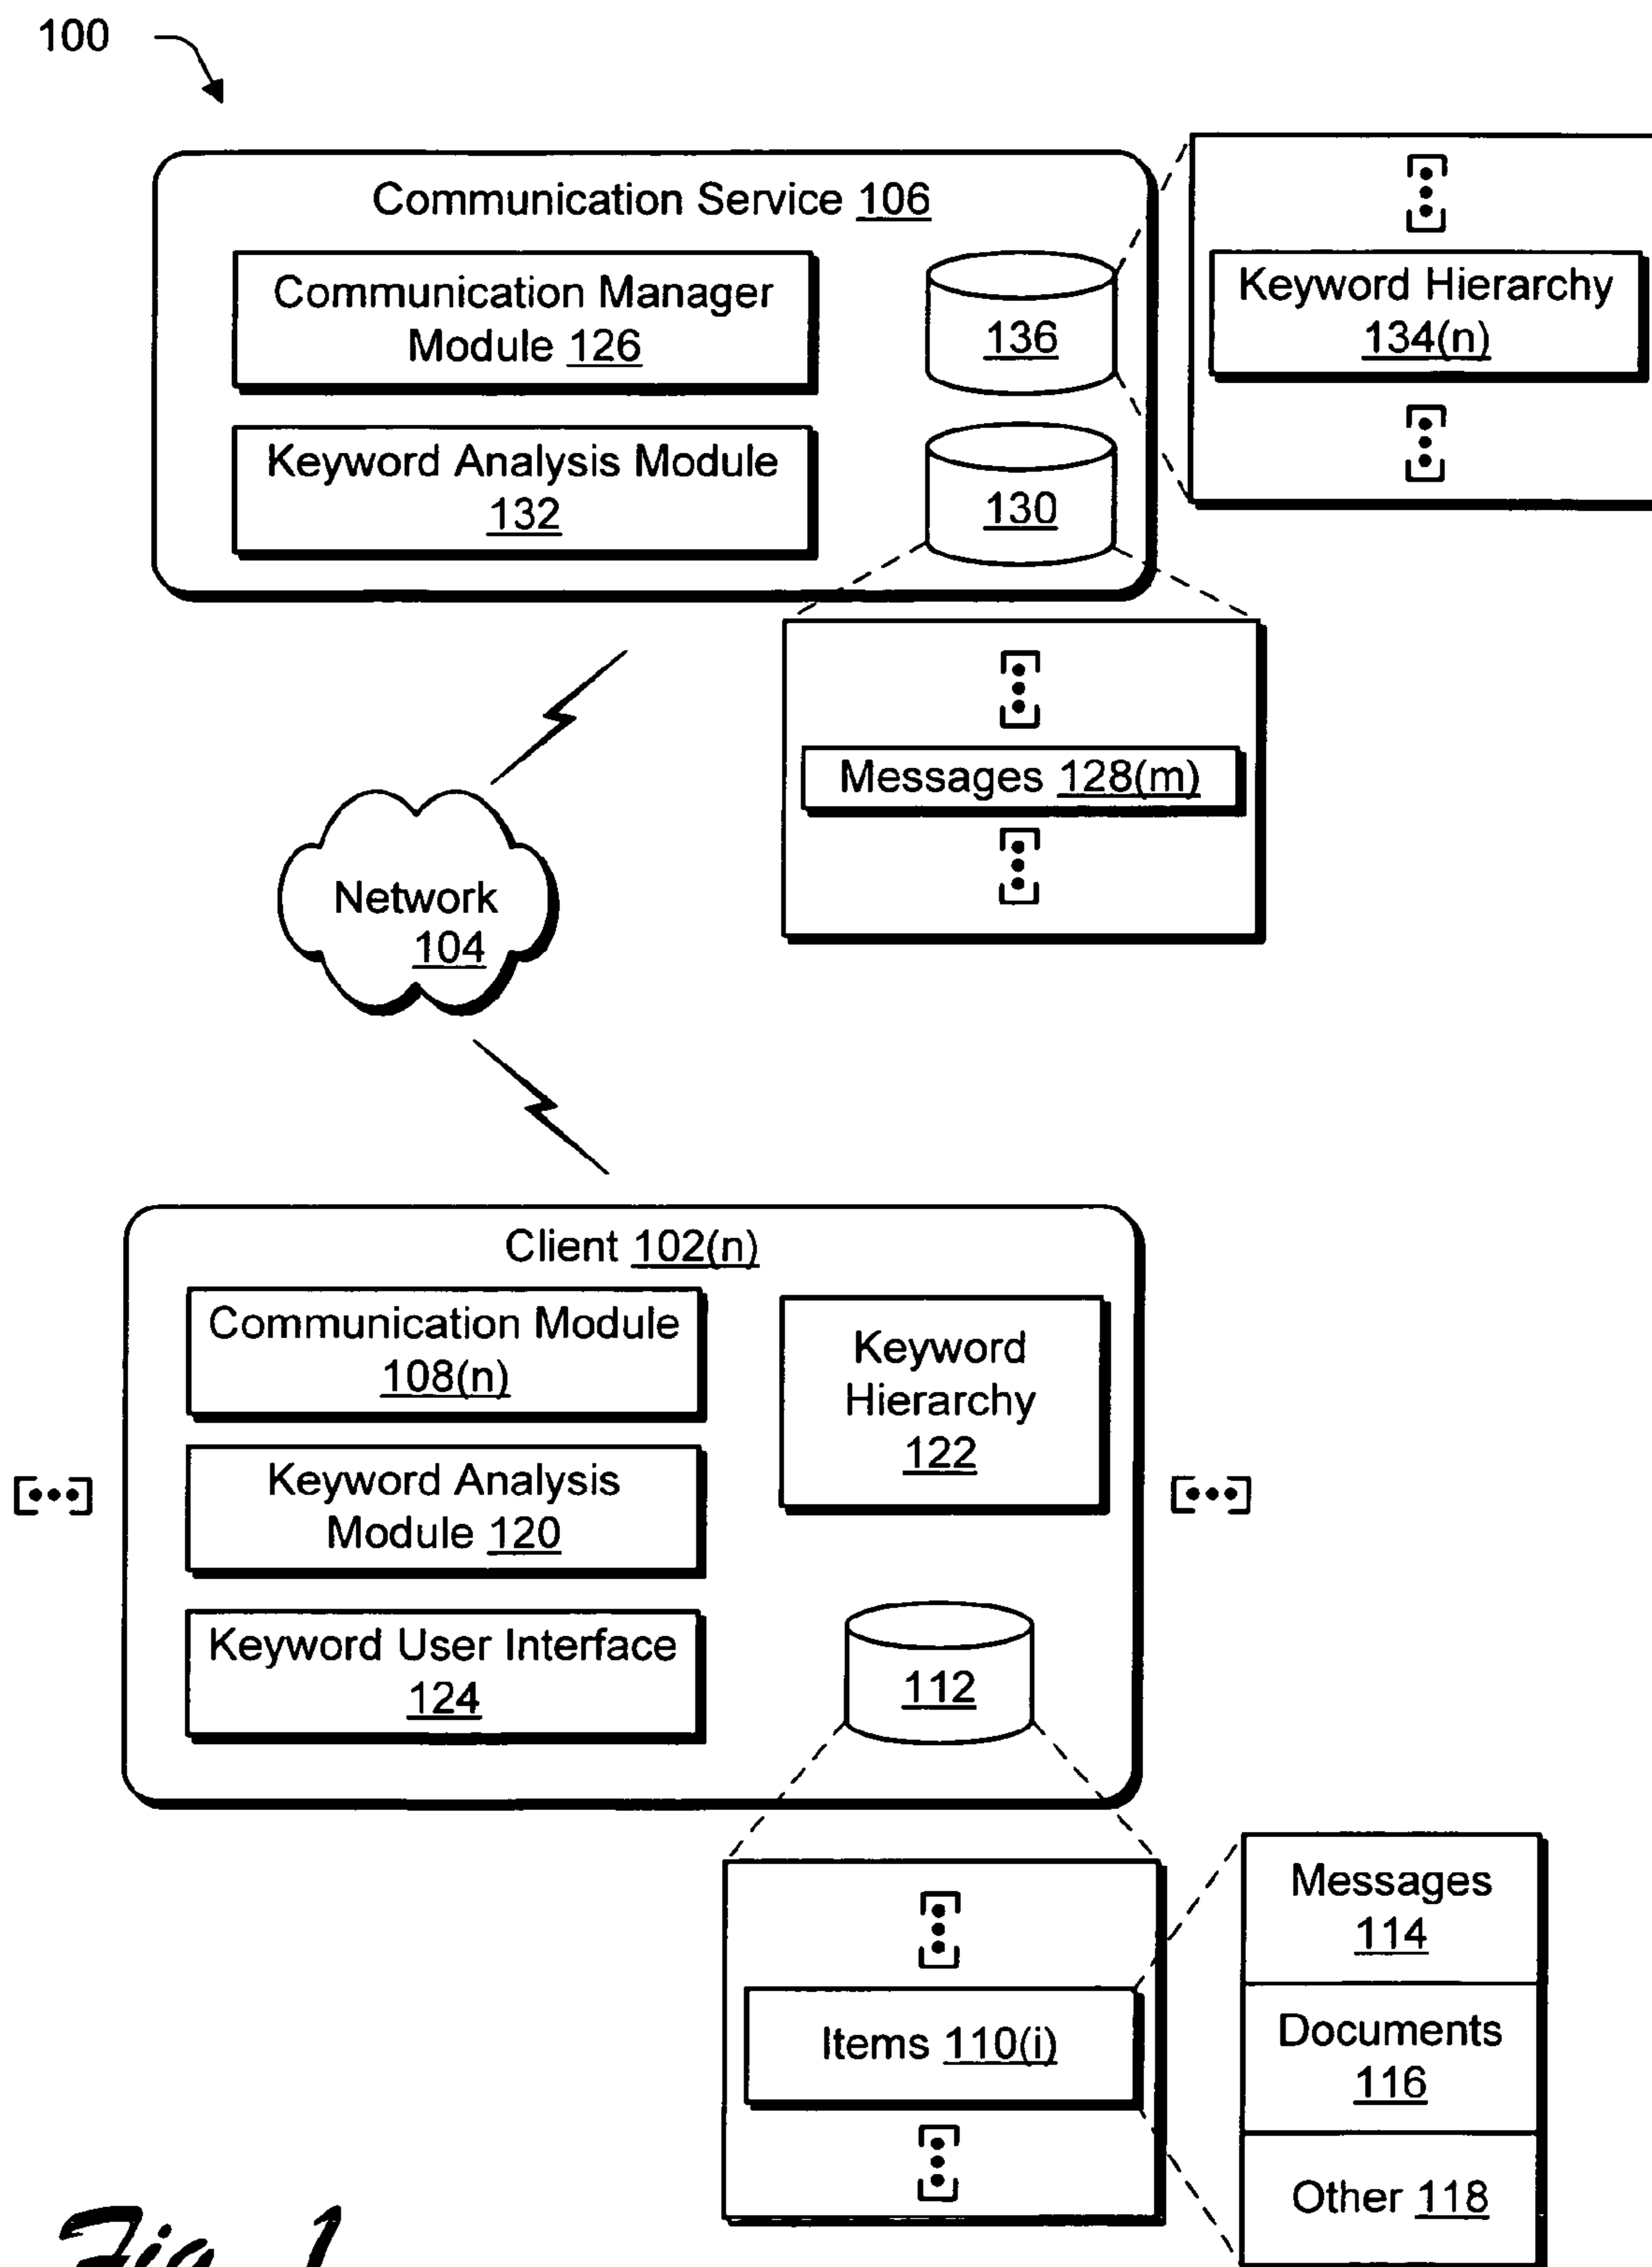 100
Communication Service 106
Communication Manager
Module 126
Keyword Analysis Module
132
136
130
Keyword Hierarchy
134(n)
Messages 128(m)
Network
104
Client 102(n)
Communication Module
108(n)
Keyword Analysis
Module 120
Keyword User Interface
124
Keyword
Hierarchy
122
112
Items 110(i)
Messages
114
Documents
116
Other 118
Fig. 1